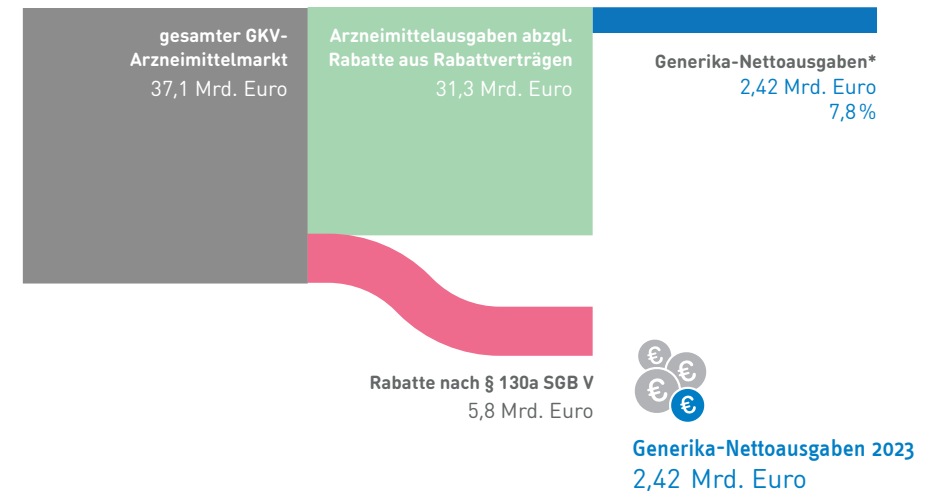 gesamter GKV-
Arzneimittelmarkt
37,1 Mrd. Euro
Arzneimittelausgaben abzgl.
Rabatte aus Rabattverträgen
31,3 Mrd. Euro
Generika-Nettoausgaben*
2,42 Mrd. Euro
7,8 %
Rabatte nach § 130a SGB V
5,8 Mrd. Euro
€
€
€
€
Generika-Nettoausgaben 2023
2,42 Mrd. Euro